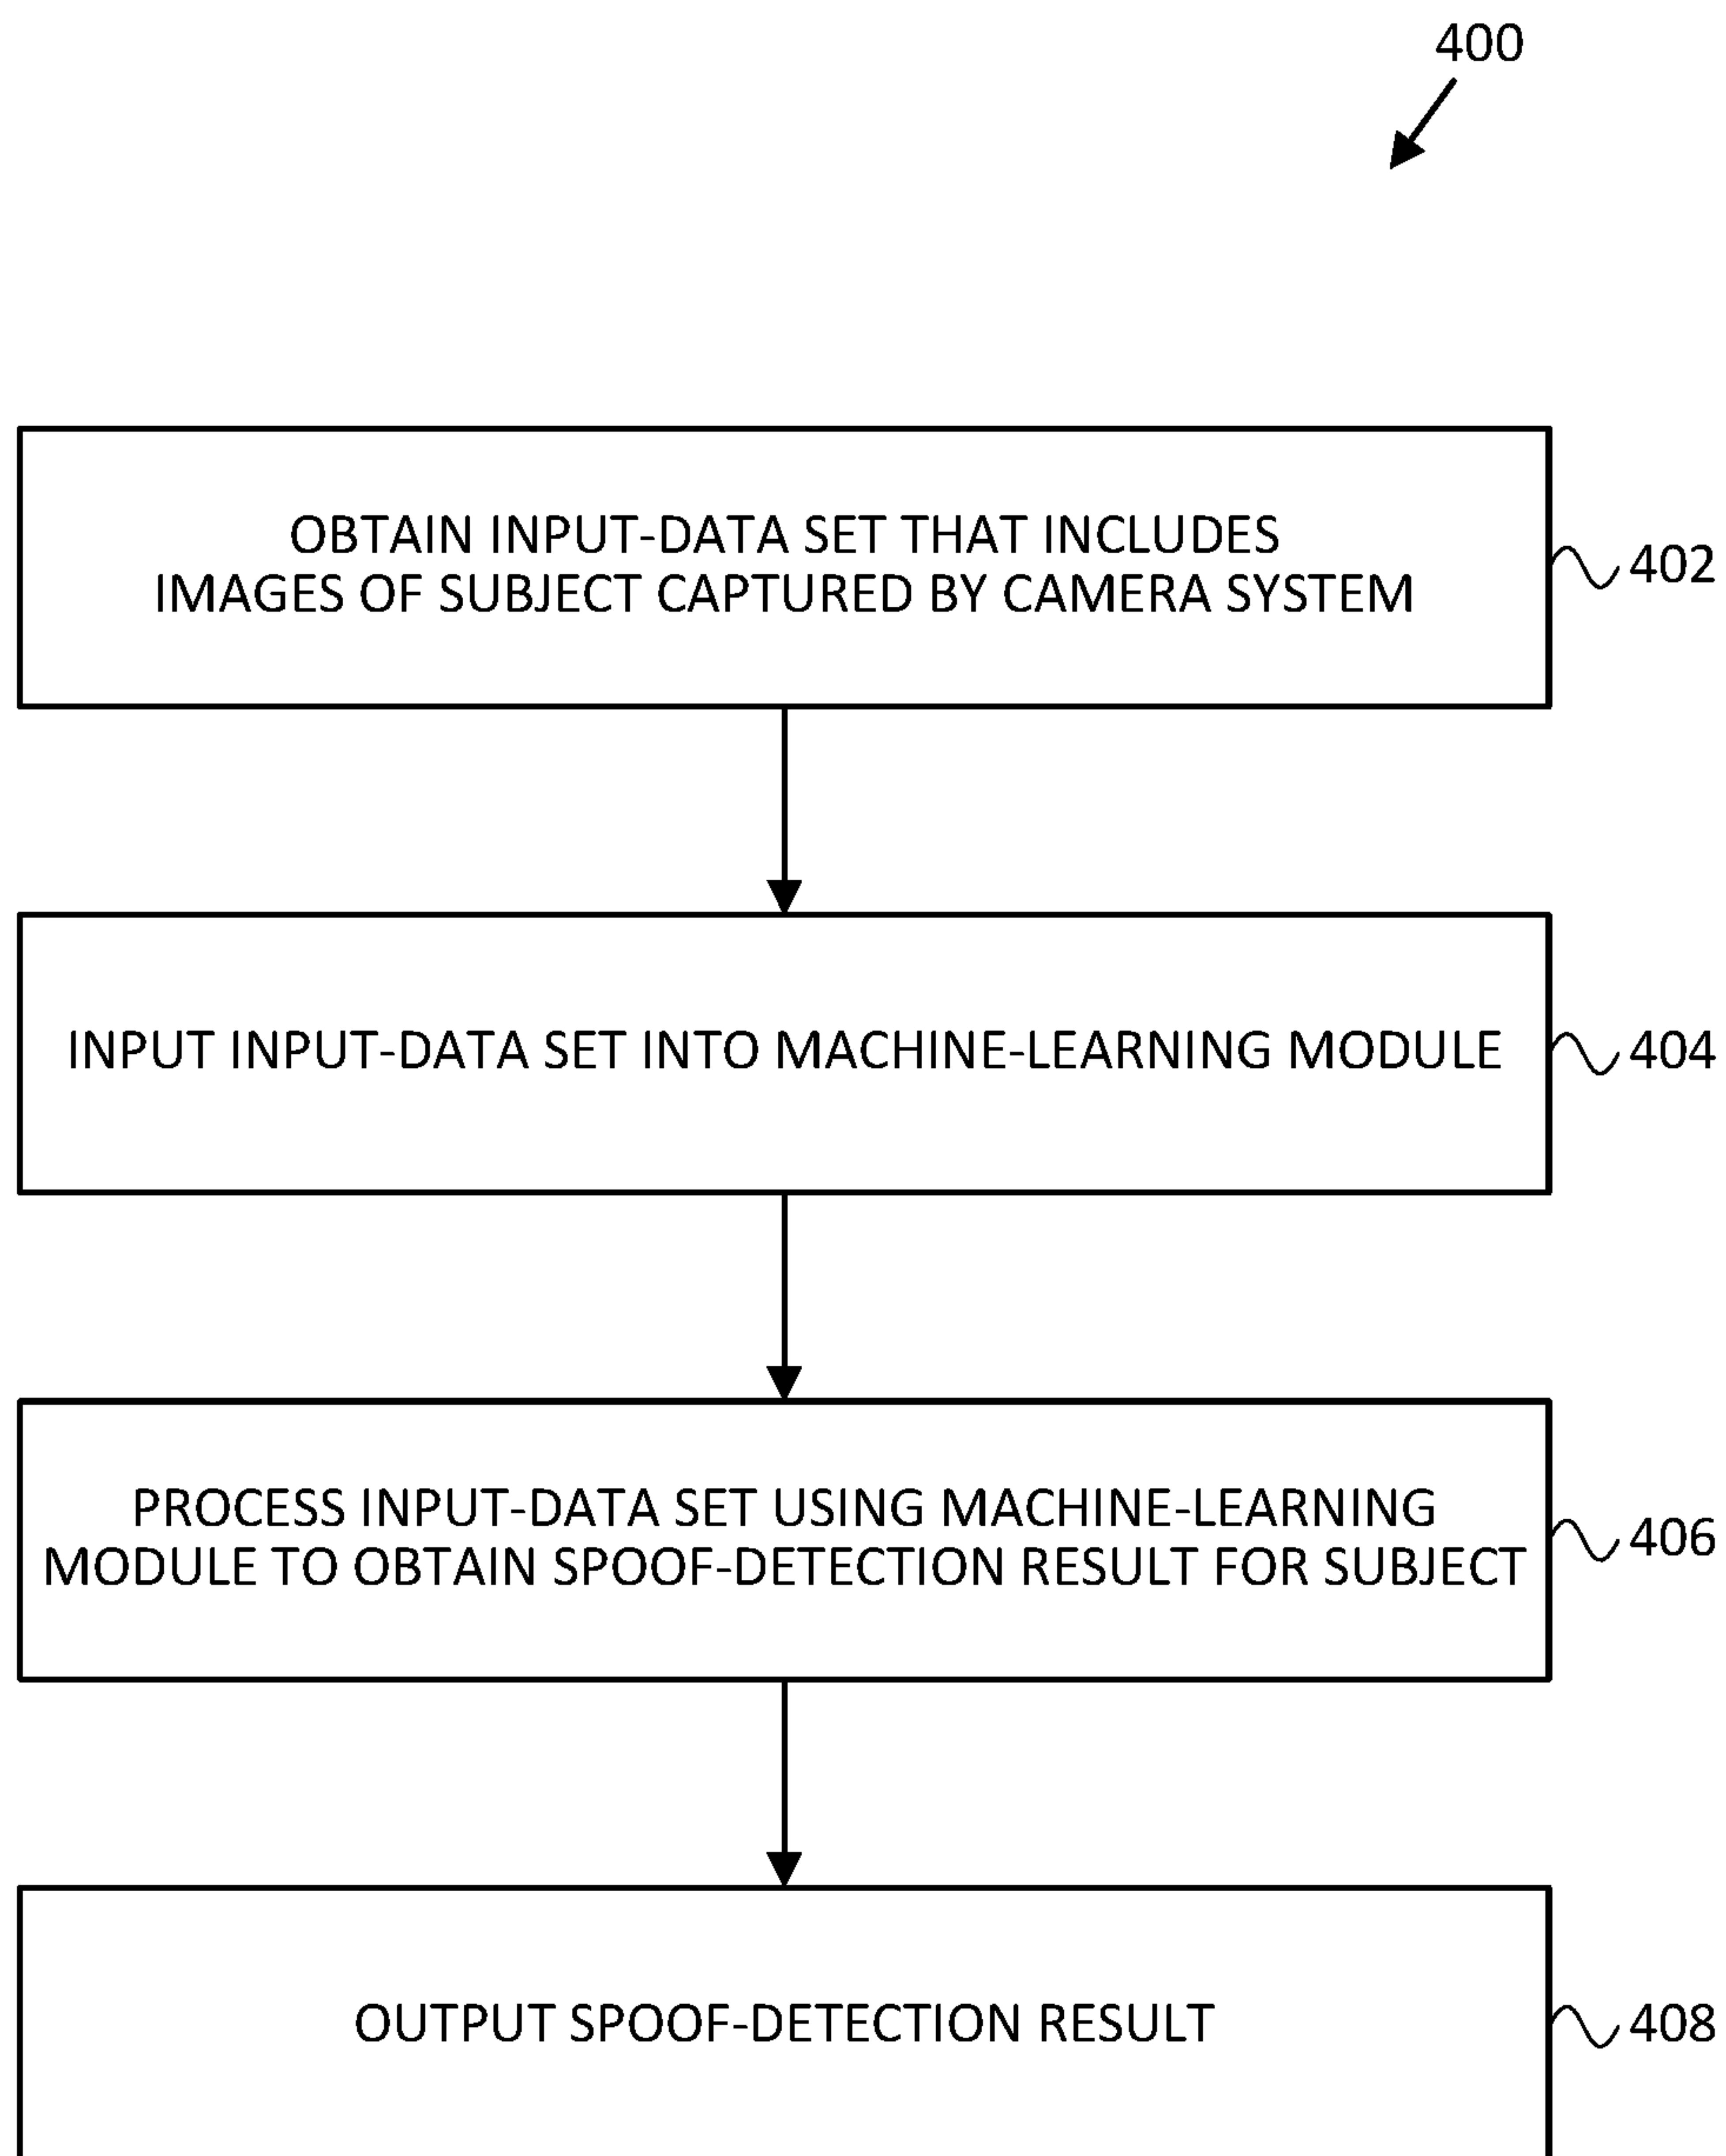 400
OBTAIN INPUT-DATA SET THAT INCLUDES
IMAGES OF SUBJECT CAPTURED BY CAMERA SYSTEM
402
INPUT INPUT-DATA SET INTO MACHINE-LEARNING MODULE
404
PROCESS INPUT-DATA SET USING MACHINE-LEARNING
MODULE TO OBTAIN SPOOF-DETECTION RESULT FOR SUBJECT
406
OUTPUT SPOOF-DETECTION RESULT
408